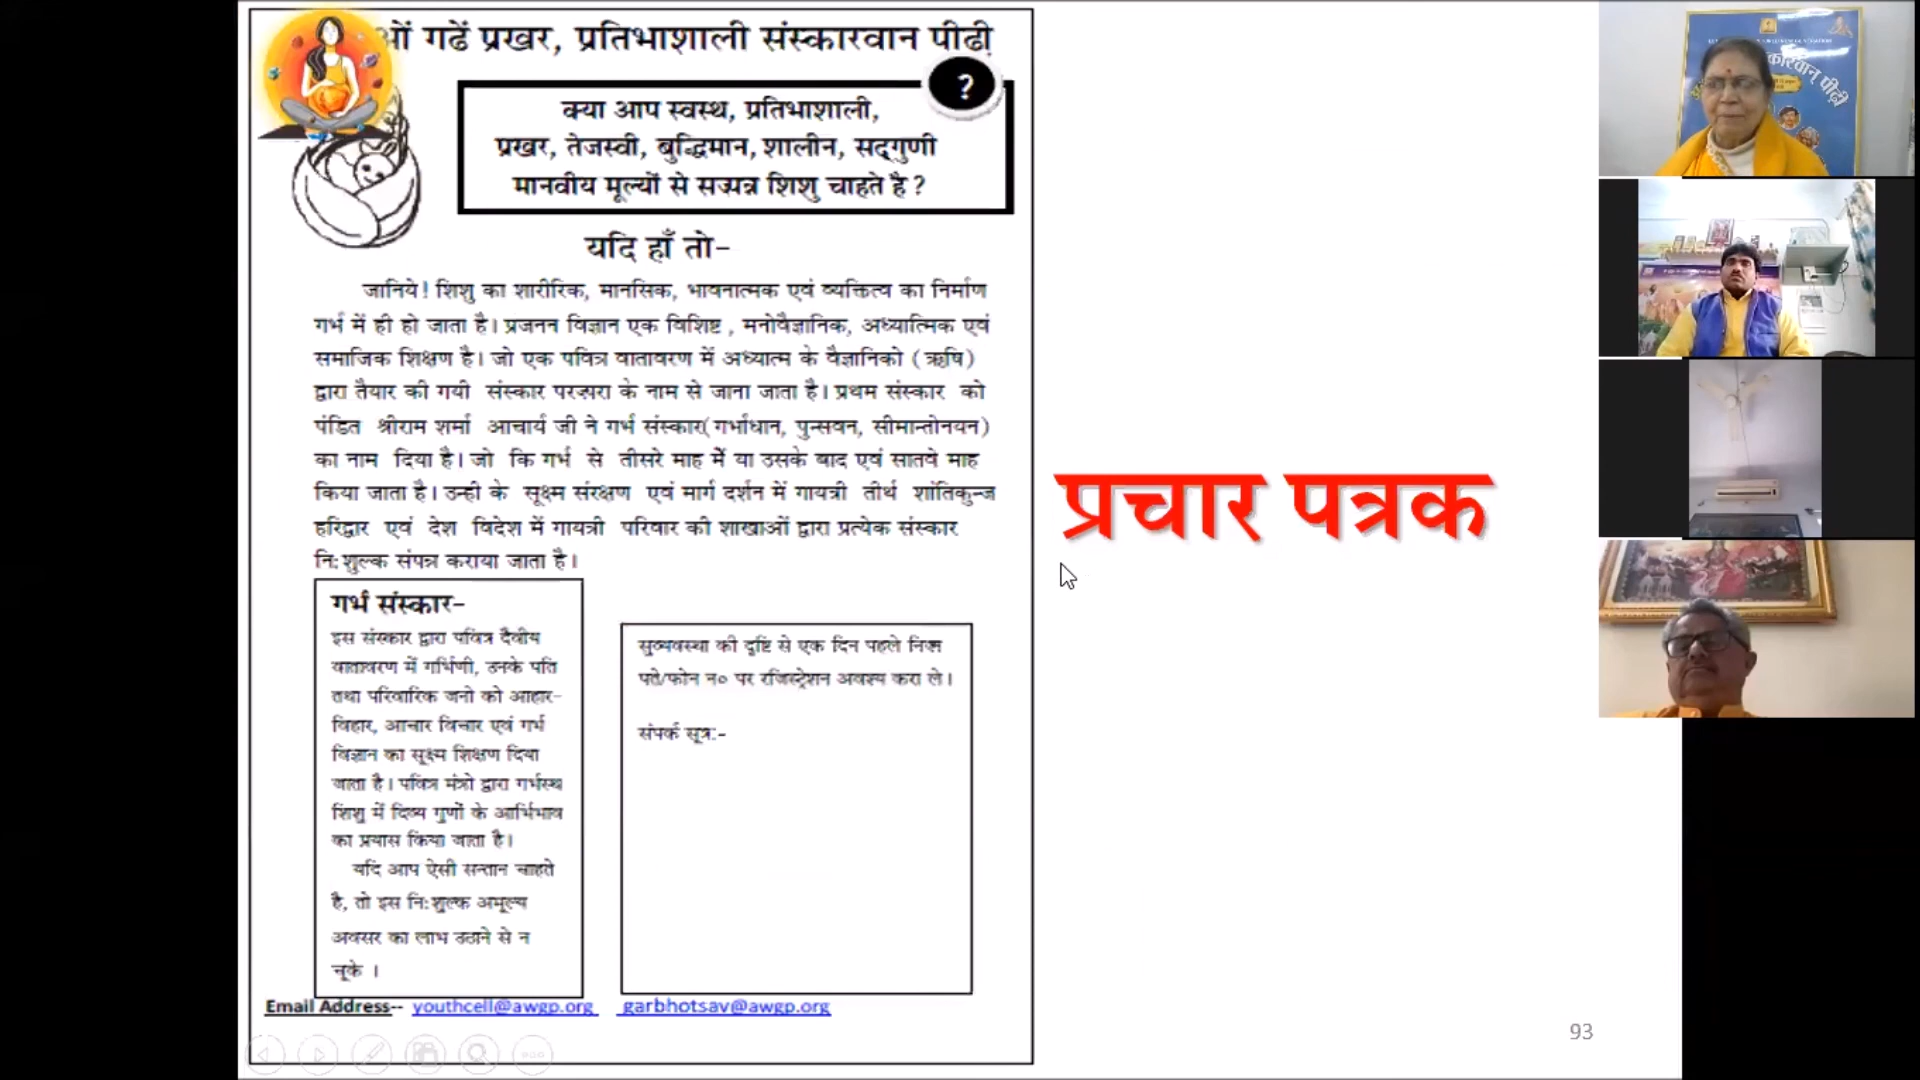 ओं गढें प्रखर, प्रतिभाशाली संस्कारवान पीढी़
?
क्या आप स्वस्थ, प्रतिभाशाली,
प्रखर, तेजस्वी, बुद्धिमान, शालीन, सद्गुणी
मानवीय मूल्यों से सज्पन्न शिशु चाहते है ?
यदि हाँ तो-
जानिये! शिशु का शारीरिक, मानसिक, भावनात्मक एवं व्यक्तित्व का निर्माण
गर्भ में ही हो जाता है। प्रजनन विज्ञान एक विशिष्ट , मनोवैज्ञानिक, अध्यात्मिक एवं
समाजिक शिक्षण है। जो एक पवित्र वातावरण में अध्यात्म के वैज्ञानिको (ऋषि)
द्वारा तैयार की गयी संस्कार परज्परा के नाम से जाना जाता है। प्रथम संस्कार को
पंडित श्रीराम शर्मा आचार्य जी ने गर्भ संस्कार(गर्भाधान, पुन्सवन, सीमान्तोनयन)
का नाम दिया है। जो कि गर्भ से तीसरे माह में या उसके बाद एवं सातवे माह
किया जाता है। उन्ही के सूक्ष्म संरक्षण एवं मार्ग दर्शन में गायत्री तीर्थ शांतिकुन्ज
हरिद्वार एवं देश विदेश में गायत्री परिवार की शाखाओं द्वारा प्रत्येक संस्कार
नि:शुल्क संपन्न कराया जाता है।
गर्भ संस्कार-
इस संस्कार द्वारा पवित्र दैवीय
वातावरण में गर्भिणी, उनके पति
तथा परिवारिक जनो को आहार-
विहार, आचार विचार एवं गर्भ
विज्ञान का सूक्ष्म शिक्षण दिया
जाता है। पवित्र मंत्रो द्वारा गर्भस्थ
शिशु में दिव्य गुणों के आर्भिभाव
का प्रयास किया जाता है।
यदि आप ऐसी सन्तान चाहते
है, तो इस नि:शुल्क अमूल्य
अवसर का लाभ उठाने से न
चूके ।
सुव्यवस्था की दृष्टि से एक दिन पहले निज्न
पते/फोन न० पर रजिस्ट्रेशन अवश्य करा ले।
संपर्क सूत्र:-
Email Address-- youthcell@awgp.org garbhotsav@awgp.org
प्रचार पत्रक
93